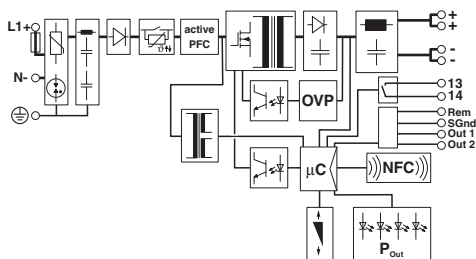 L1+
active
PFC
+
+
-
-
N-
ϑ
OVP
13
14
Rem
SGnd
Out 1
Out 2
μC
NFC
P Out